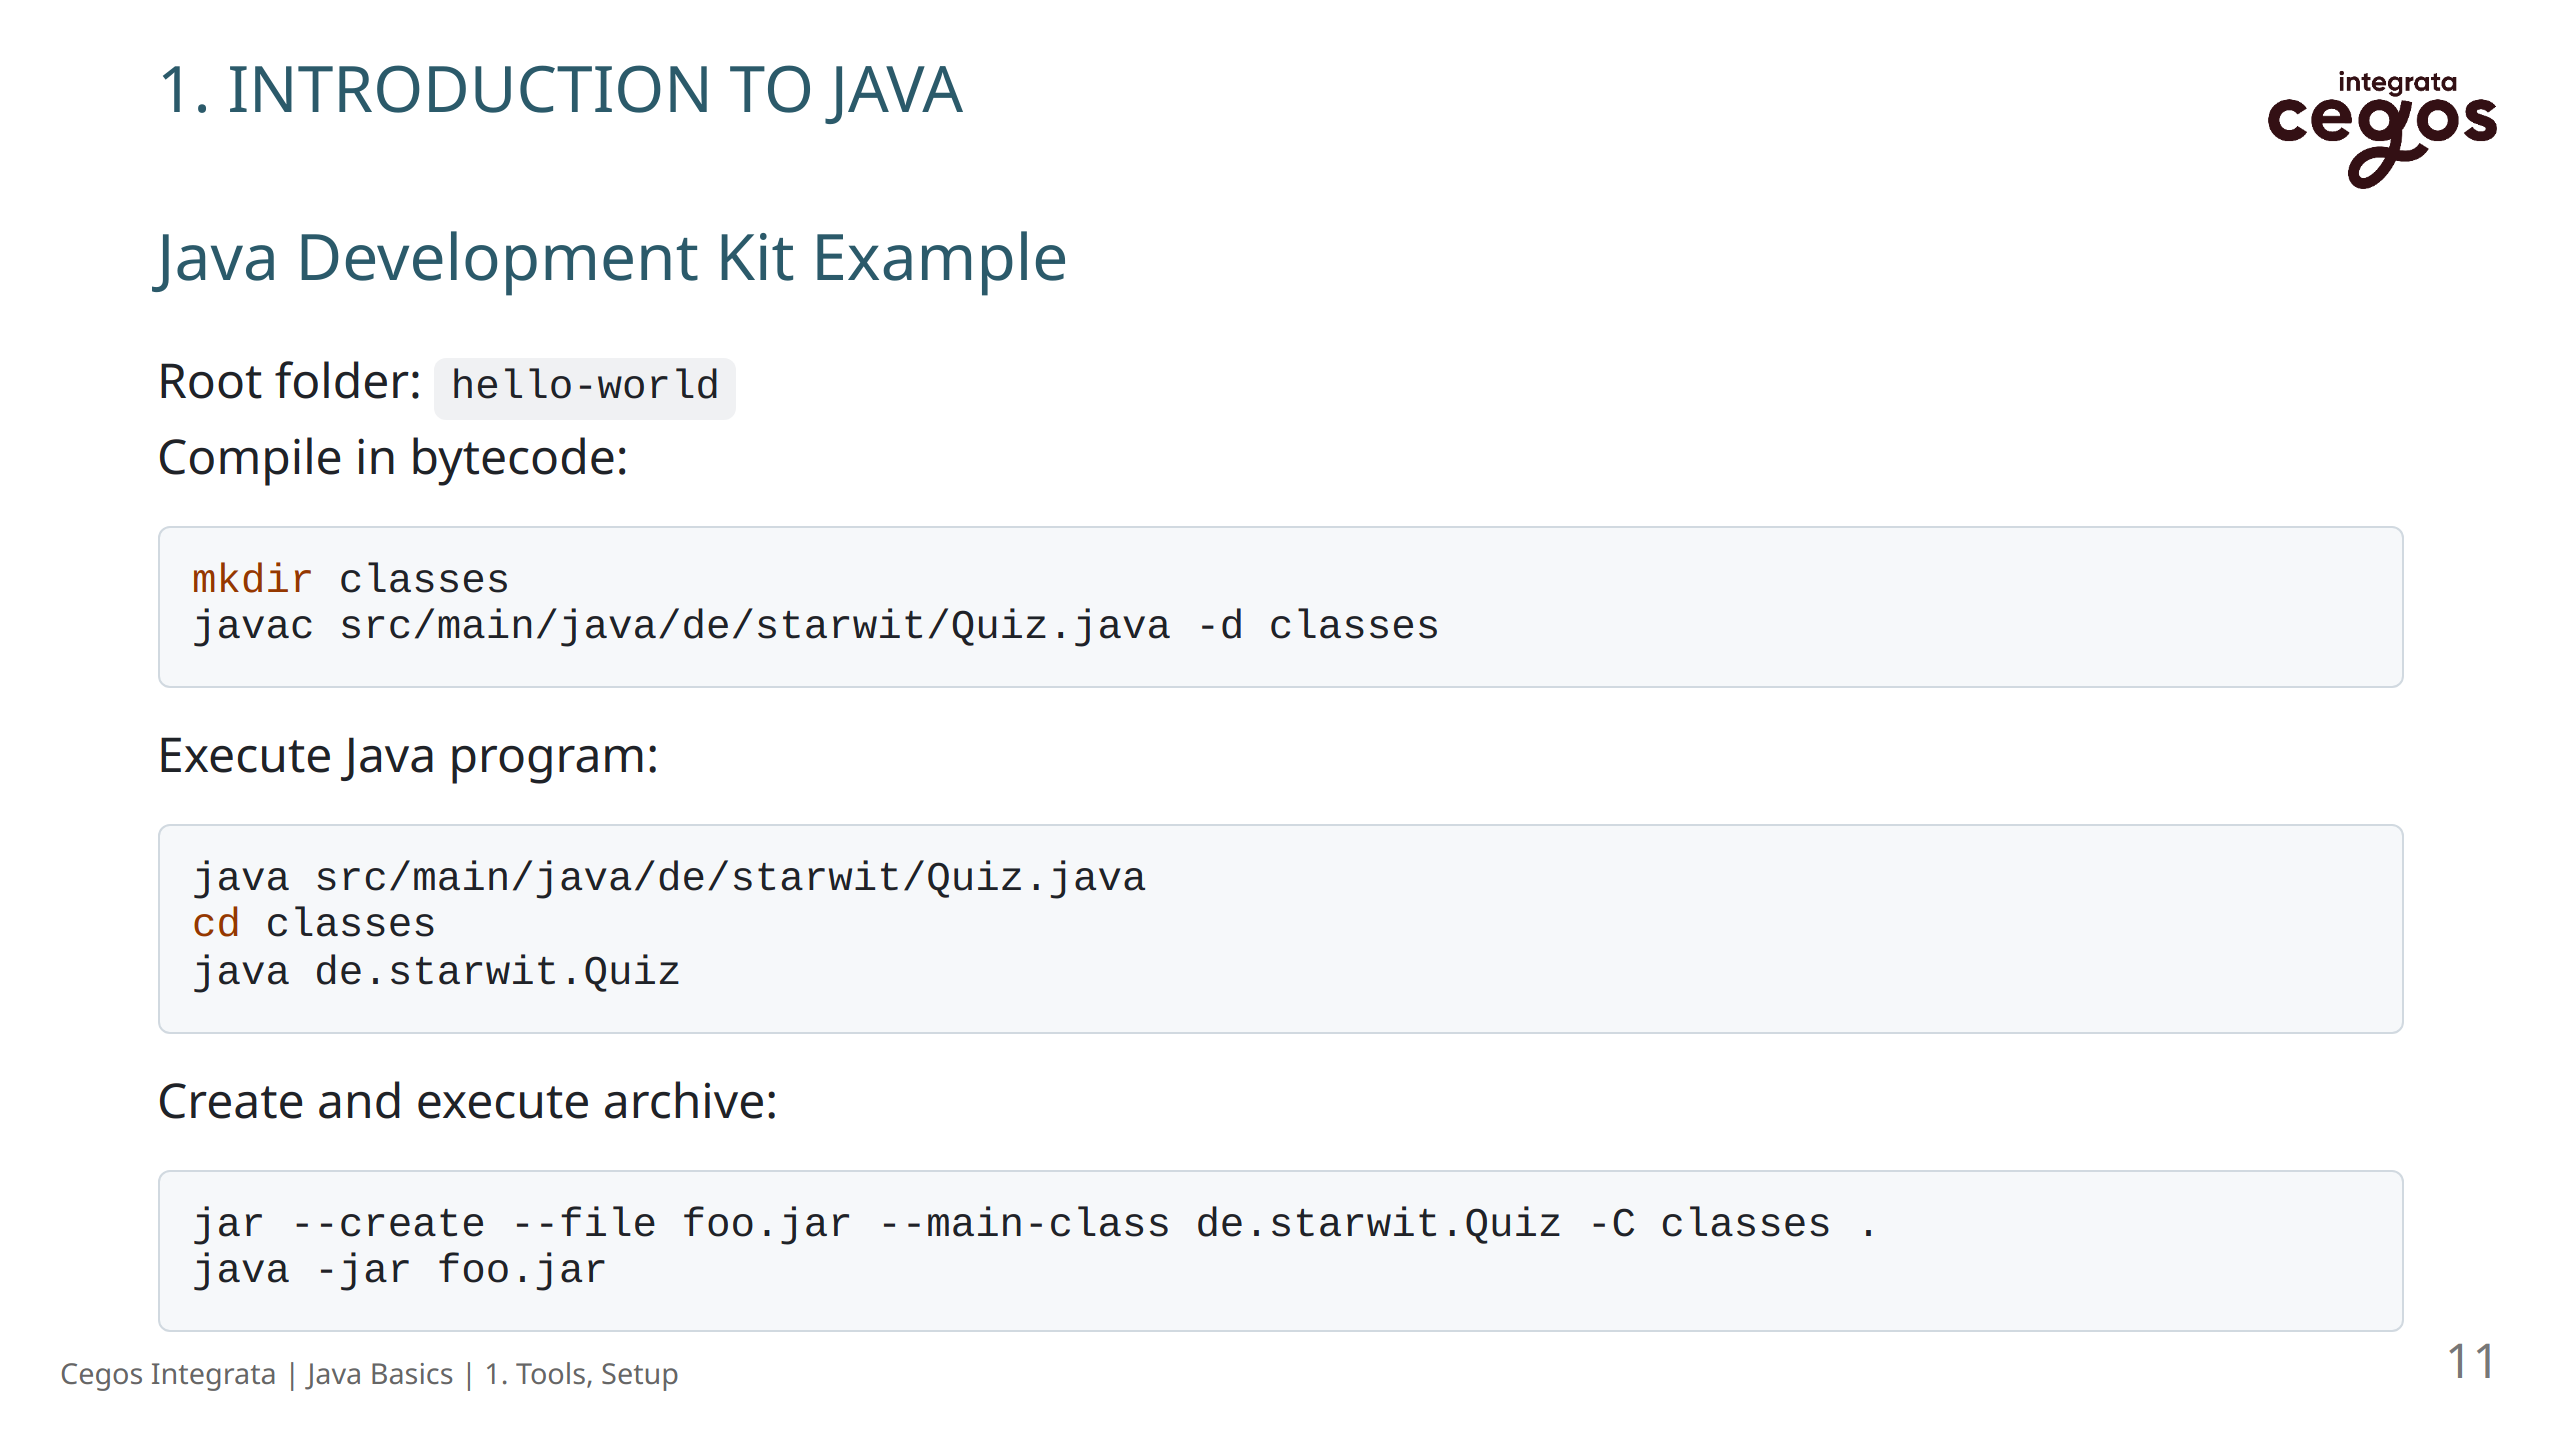 1. INTRODUCTION TO JAVA
integrata
cegos
Java Development Kit Example
Root folder: hello-world
Compile in bytecode:
mkdir classes
javac src/main/java/de/starwit/Quiz.java -d classes
Execute Java program:
java src/main/java/de/starwit/Quiz.java
cd classes
java de.starwit.Quiz
Create and execute archive:
jar --create --file foo.jar --main-class de.starwit.Quiz -C classes .
java -jar foo.jar
Cegos Integrata | Java Basics | 1. Tools, Setup
11